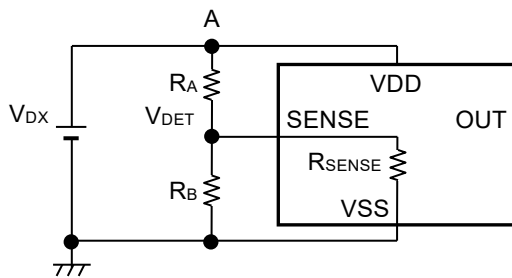 A
RA
VDD
VDX
VDET
SENSE
OUT
RSENSE
RB
VSS